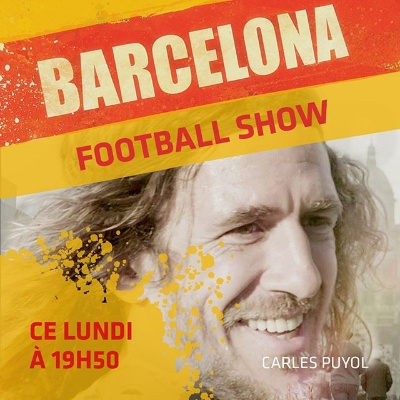 BARCELONA
FOOTBALL SHOW
CE LUNDI
À 19H50
CARLES PUYOL